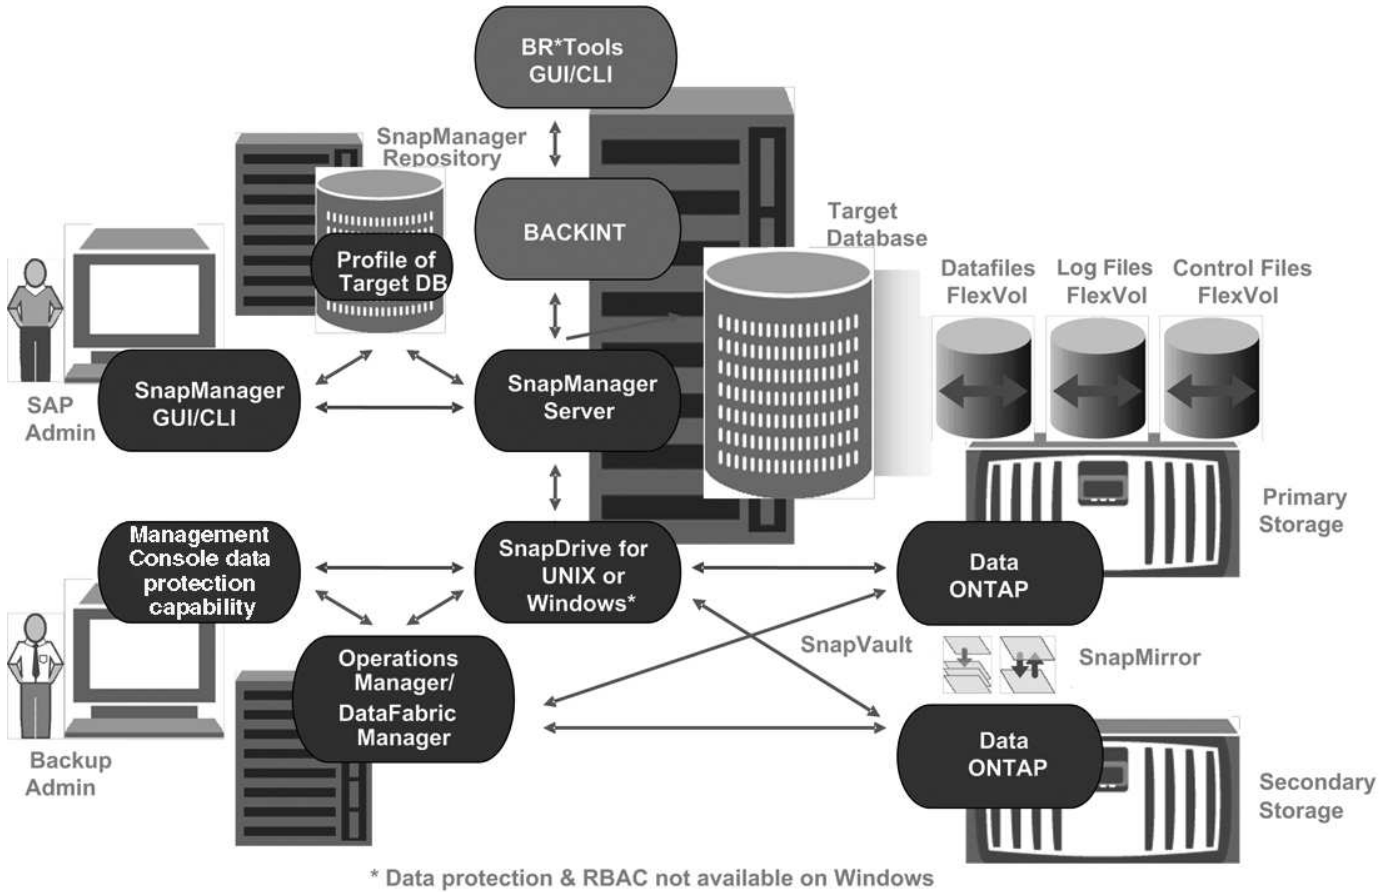 BR*Tools
GUI/CLI
SnapManager
Repository
BACKINT
Target
Database
Profile of
Target DB
Datafiles
FlexVol
Log Files
FlexVol
Control Files
FlexVol
SAP
Admin
SnapManager
GUI/CLI
SnapManager
Server
Primary
Storage
Management
Console data
protection
capability
SnapDrive for
UNIX or
Windows*
Data
ONTAP
SnapVault
SnapMirror
Operations
Manager/
DataFabric
Manager
Backup
Admin
Data
ONTAP
Secondary
Storage
* Data protection & RBAC not available on Windows